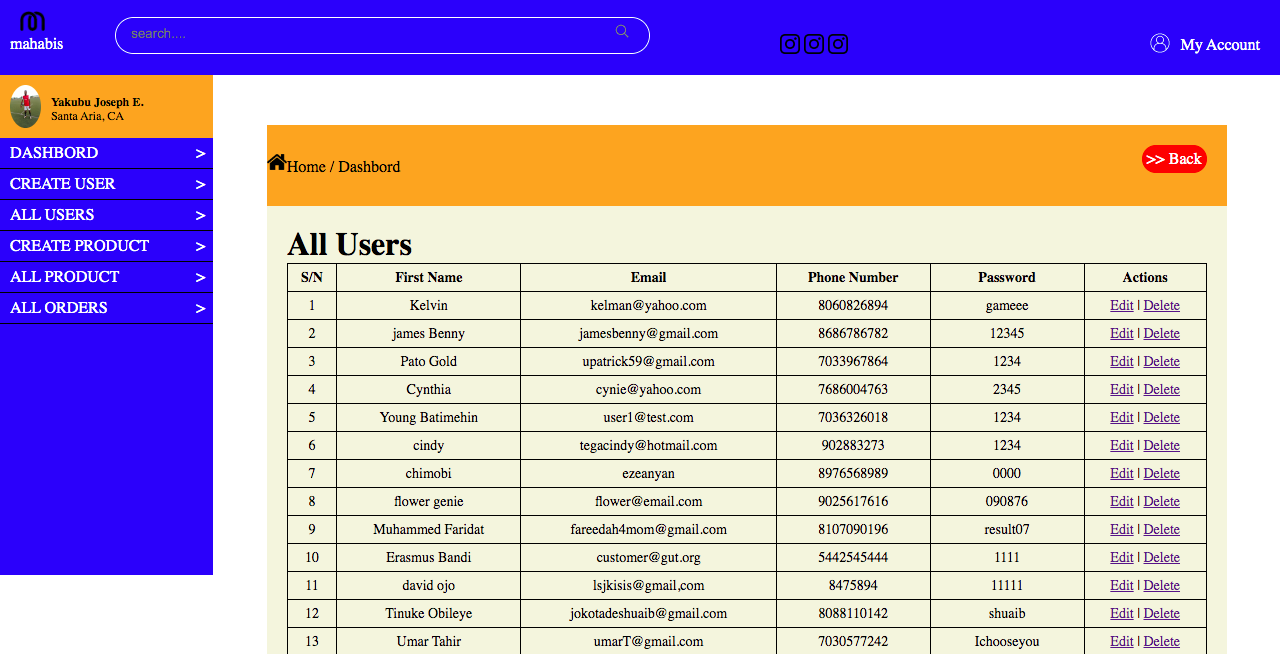 mahabis
search....
My Account
Yakubu Joseph E.
Santa Aria, CA
DASHBORD >
CREATE USER >
ALL USERS >
CREATE PRODUCT >
ALL PRODUCT >
ALL ORDERS >
Home / Dashbord
>> Back
All Users
S/N First Name Email Phone Number Password Actions
1 Kelvin kelman@yahoo.com 8060826894 gameee Edit | Delete
2 james Benny jamesbenny@gmail.com 8686786782 12345 Edit | Delete
3 Pato Gold upatrick59@gmail.com 7033967864 1234 Edit | Delete
4 Cynthia cynie@yahoo.com 7686004763 2345 Edit | Delete
5 Young Batimehin user1@test.com 7036326018 1234 Edit | Delete
6 cindy tegacindy@hotmail.com 902883273 1234 Edit | Delete
7 chimobi ezeanyan 8976568989 0000 Edit | Delete
8 flower genie flower@email.com 9025617616 090876 Edit | Delete
9 Muhammed Faridat fareedah4mom@gmail.com 8107090196 result07 Edit | Delete
10 Erasmus Bandi customer@gut.org 5442545444 1111 Edit | Delete
11 david ojo lsjkisis@gmail,com 8475894 11111 Edit | Delete
12 Tinuke Obileye jokotadeshuaib@gmail.com 8088110142 shuaib Edit | Delete
13 Umar Tahir umarT@gmail.com 7030577242 Ichooseyou Edit | Delete